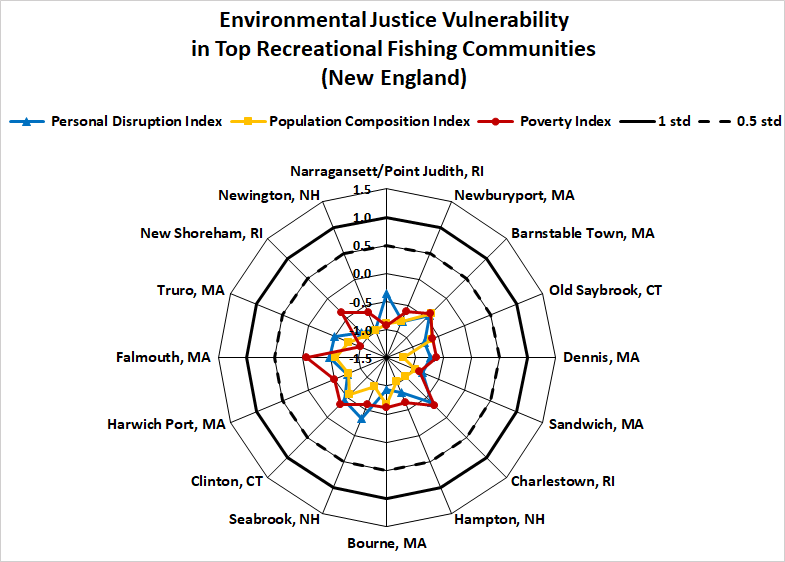 Environmental Justice Vulnerability
in Top Recreational Fishing Communities
(New England)
Personal Disruption Index Population Composition Index Poverty Index 1 std 0.5 std
Narragansett/Point Judith, RI
Newington, NH 1.5 Newburyport, MA
1.0
New Shoreham, RI 0.5 Barnstable Town, MA
0.0
Truro, MA -0.5 Old Saybrook, CT
-1.0
Falmouth, MA -1.5 Dennis, MA
Harwich Port, MA Sandwich, MA
Clinton, CT Charlestown, RI
Seabrook, NH Hampton, NH
Bourne, MA